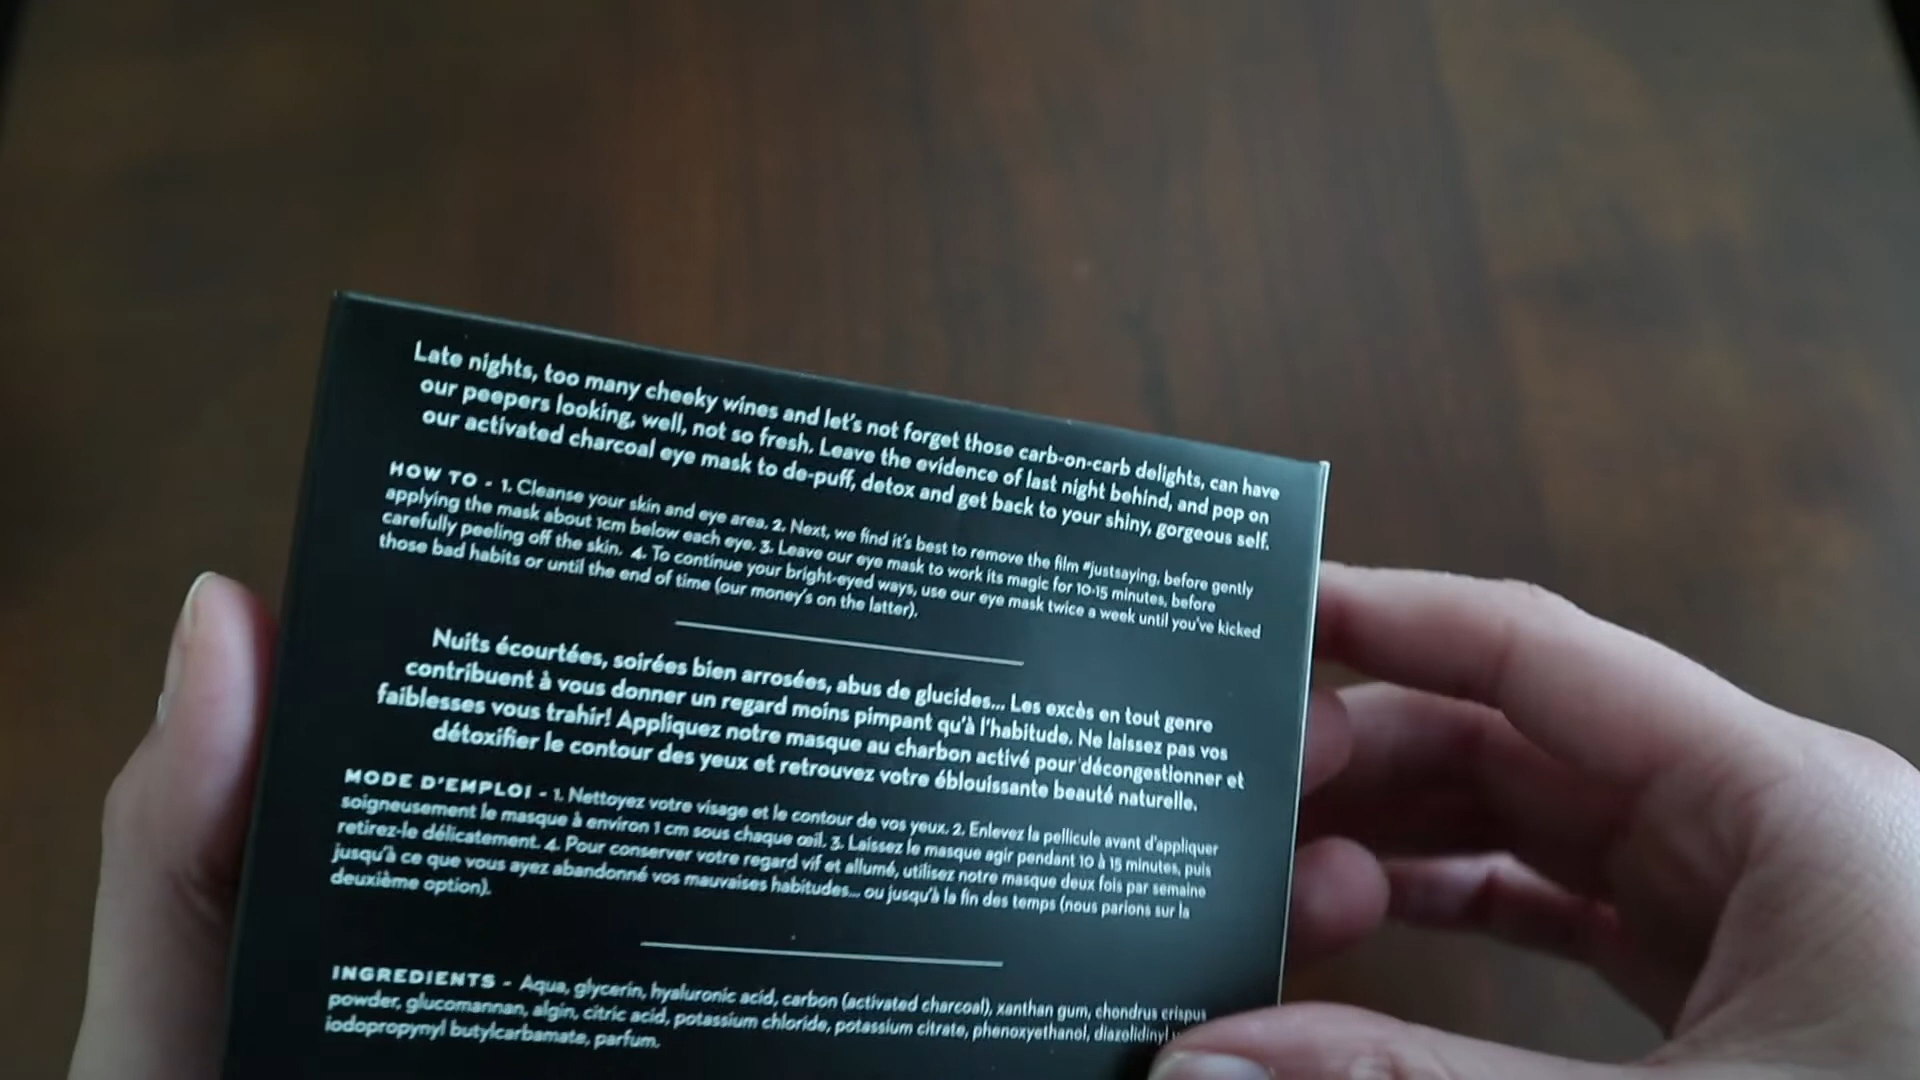 Late nights, too many cheeky wines and let's not forget those carb-on-carb delights, can have
our peepers looking, well, not so fresh. Leave the evidence of last night behind, and pop on
our activated charcoal eye mask to de-puff, detox and get back to your shiny, gorgeous self.
HOW TO - 1. Cleanse your skin and eye area. 2. Next, we find it's best to remove the film #justsaying, before gently
applying the mask about 1cm below each eye. 3. Leave our eye mask to work its magic for 10-15 minutes, before
carefully peeling off the skin. 4. To continue your bright-eyed ways, use our eye mask twice a week until you've kicked
those bad habits or until the end of time (our money's on the latter).
Nuits écourtées, soirées bien arrosées, abus de glucides... Les excès en tout genre
contribuent à vous donner un regard moins pimpant qu'à l'habitude. Ne laissez pas vos
faiblesses vous trahir! Appliquez notre masque au charbon activé pour décongestionner et
détoxifier le contour des yeux et retrouvez votre éblouissante beauté naturelle.
MODE D'EMPLOI - 1. Nettoyez votre visage et le contour de vos yeux. 2. Enlevez la pellicule avant d'appliquer
soigneusement le masque à environ 1 cm sous chaque œil. 3. Laissez le masque agir pendant 10 à 15 minutes, puis
retirez-le délicatement. 4. Pour conserver votre regard vif et allumé, utilisez notre masque deux fois par semaine
jusqu'à ce que vous ayez abandonné vos mauvaises habitudes... ou jusqu'à la fin des temps (nous parions sur la
deuxième option).
INGREDIENTS - Aqua, glycerin, hyaluronic acid, carbon (activated charcoal), xanthan gum, chondrus crispus
powder, glucomannan, algin, citric acid, potassium chloride, potassium citrate, phenoxyethanol, diazolidinyl
iodopropynyl butylcarbamate, parfum.